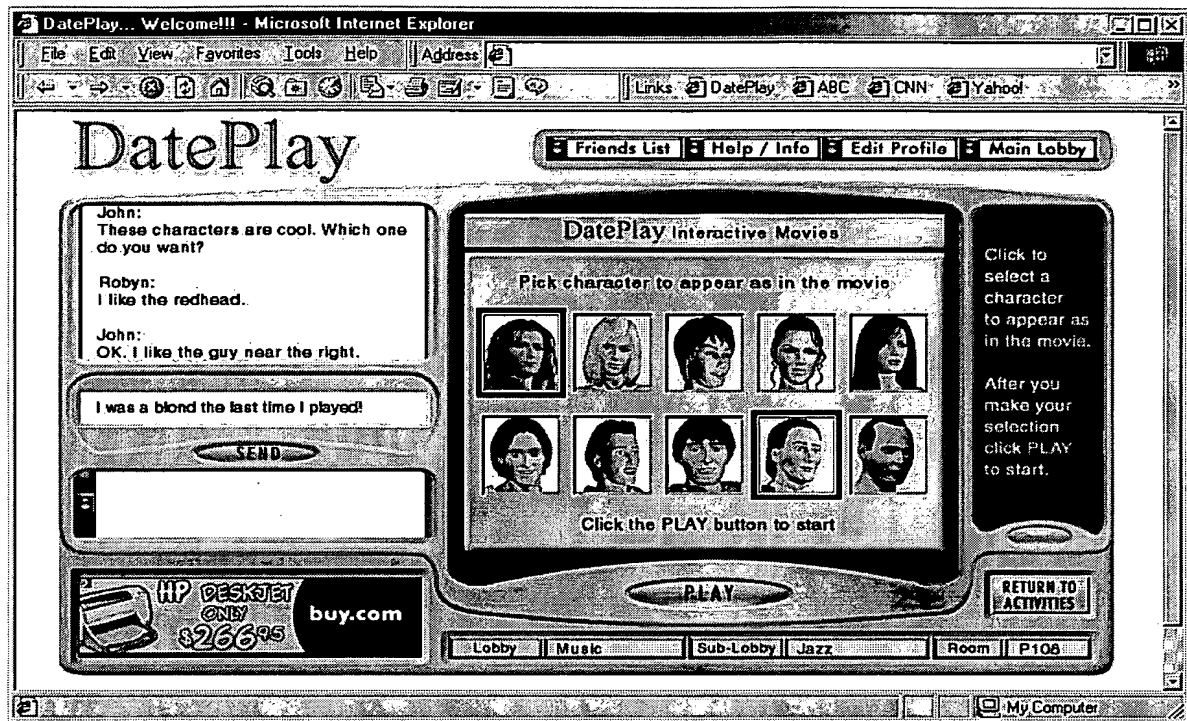 DatePlay... Welcome!!! - Microsoft Internet Explorer
File Edit View Favorites Tools Help Address
Links DatePlay ABC CNN Yahoo! »
DatePlay
Friends List Help / Info Edit Profile Main Lobby
John:
These characters are cool. Which one
do you want?
Robyn:
I like the redhead.
John:
OK. I like the guy near the right.
I was a blond the last time I played!
SEND
DatePlay Interactive Movies
Pick character to appear as in the movie
Click the PLAY button to start
PLAY
Click to
select a
character
to appear as
in the movie.
After you
make your
selection
click PLAY
to start.
RETURN TO
ACTIVITIES
HP DESKJET
ONLY
$266.95
buy.com
Lobby Music Sub-Lobby Jazz Room P108
My Computer